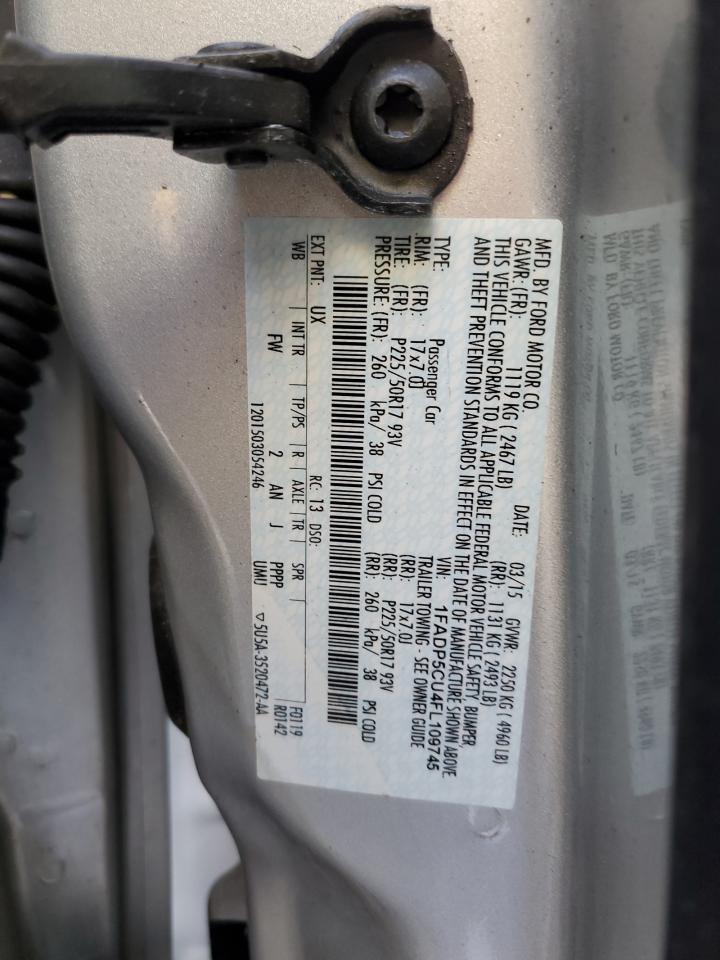 MFD. BY FORD MOTOR CO.
DATE: 03/15 GVWR: 2250 KG ( 4960 LB)
GAWR: (FR): 1119 KG ( 2467 LB) (RR): 1131 KG ( 2493 LB)
THIS VEHICLE CONFORMS TO ALL APPLICABLE FEDERAL MOTOR VEHICLE SAFETY, BUMPER,
AND THEFT PREVENTION STANDARDS IN EFFECT ON THE DATE OF MANUFACTURE SHOWN ABOVE
VIN: 1FADP5CU4FL109745
TYPE: Passenger Car TRAILER TOWING - SEE OWNER GUIDE
RIM: (FR): 17x7.0J (RR): 17x7.0J
TIRE: (FR): P225/50R17 93V (RR): P225/50R17 93V
PRESSURE: (FR): 260 kPa/ 38 PSI COLD (RR): 260 kPa/ 38 PSI COLD
EXT PNT: UX RC: 13 DSO:
WB INT TR TP/PS R AXLE TR SPR F0119
FW 2 AN J PPPP R0142
UMU
1201503054246 5U5A-3520472-AA